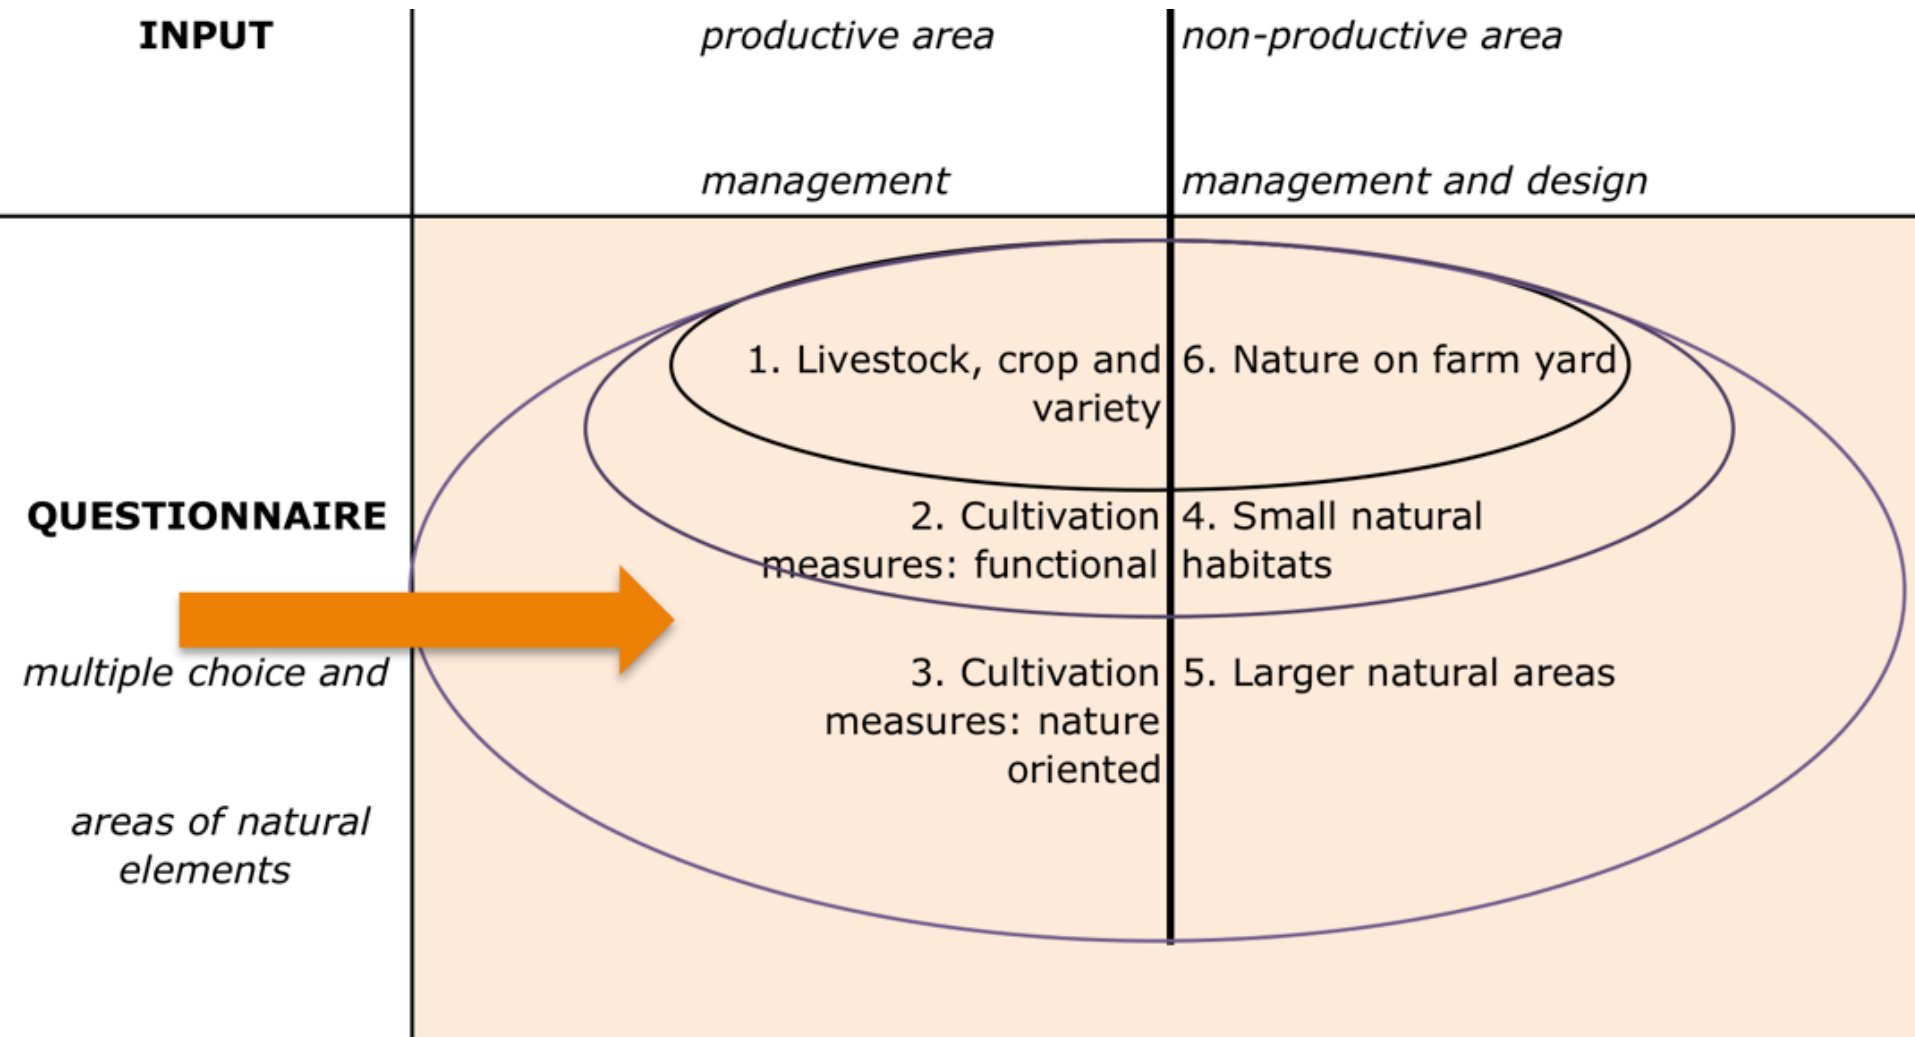 INPUT
productive area
non-productive area
management
management and design
1. Livestock, crop and
variety
6. Nature on farm yard
QUESTIONNAIRE
2. Cultivation
measures: functional
4. Small natural
habitats
multiple choice and
3. Cultivation
measures: nature
oriented
5. Larger natural areas
areas of natural
elements